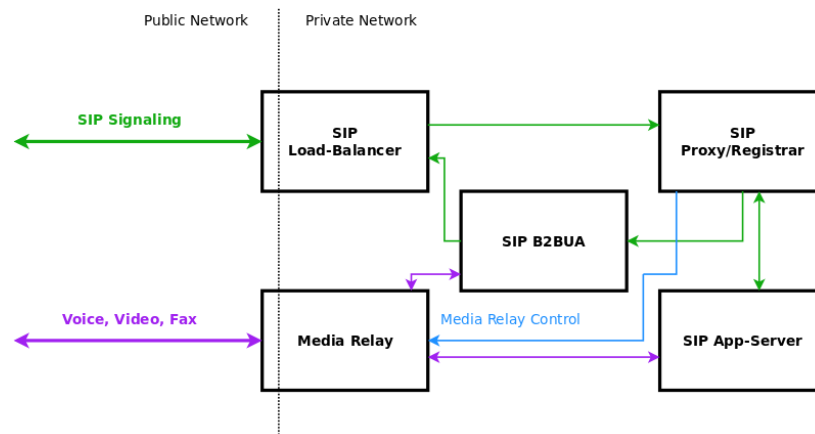 Public Network
Private Network
SIP Signaling
SIP
Load-Balancer
SIP
Proxy/Registrar
SIP B2BUA
Voice, Video, Fax
Media Relay
Media Relay Control
SIP App-Server